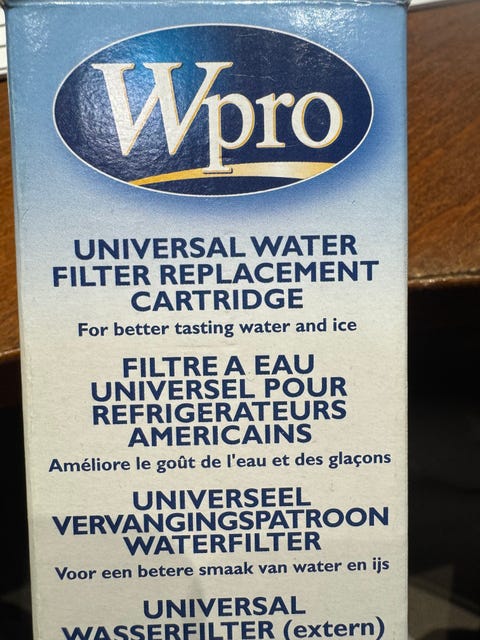 Wpro
UNIVERSAL WATER
FILTER REPLACEMENT
CARTRIDGE
For better tasting water and ice
FILTRE A EAU
UNIVERSEL POUR
REFRIGERATEURS
AMERICAINS
Améliore le goût de l'eau et des glaçons
UNIVERSEEL
VERVANGINGSPATROON
WATERFILTER
Voor een betere smaak van water en ijs
UNIVERSAL
WASSERFILTER (extern)